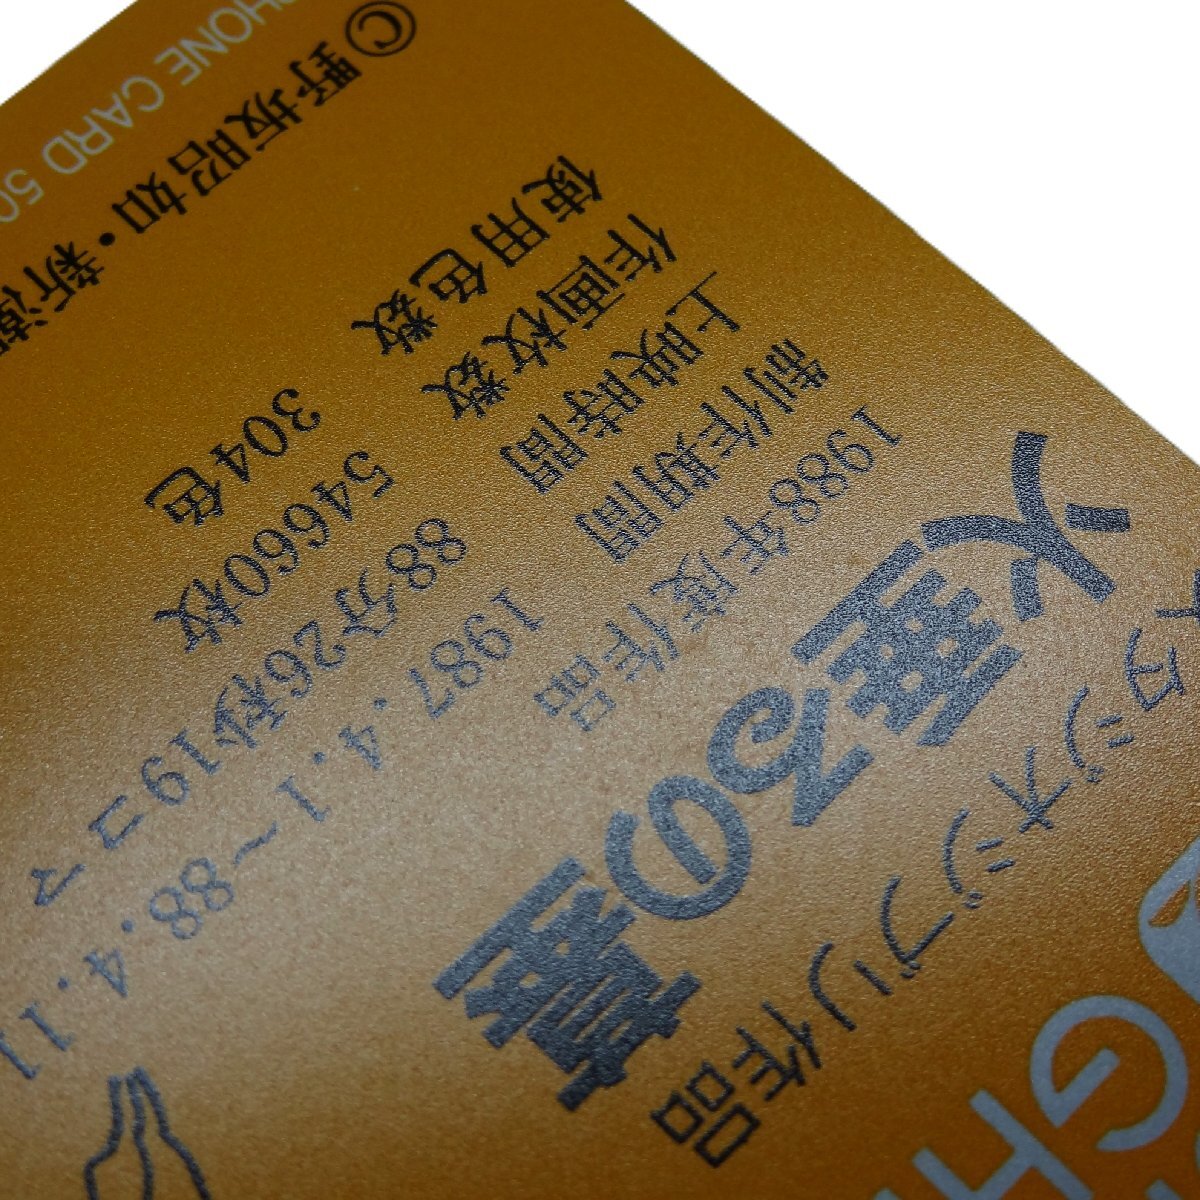 GH
スタジオジブリ作品
火垂るの墓
1988年度作品
制作期間 1987.4.1～88.4.11
上映時間 88分26秒19コマ
作画枚数 54660枚
使用色数 304色
©野坂昭如・新潮
PHONE CARD 50